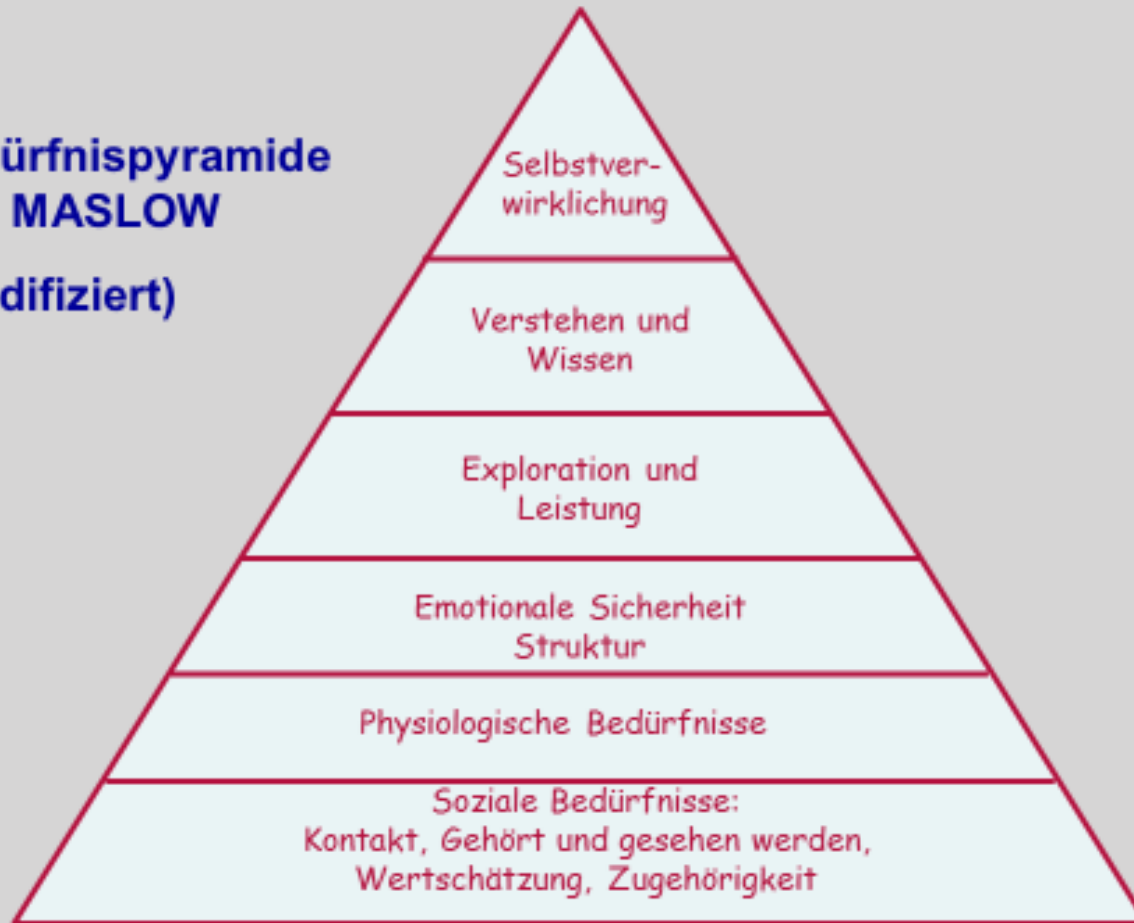 ürfnispyramide
MASLOW
difiziert)
Selbstver-
wirklichung
Verstehen und
Wissen
Exploration und
Leistung
Emotionale Sicherheit
Struktur
Physiologische Bedürfnisse
Soziale Bedürfnisse:
Kontakt, Gehört und gesehen werden,
Wertschätzung, Zugehörigkeit